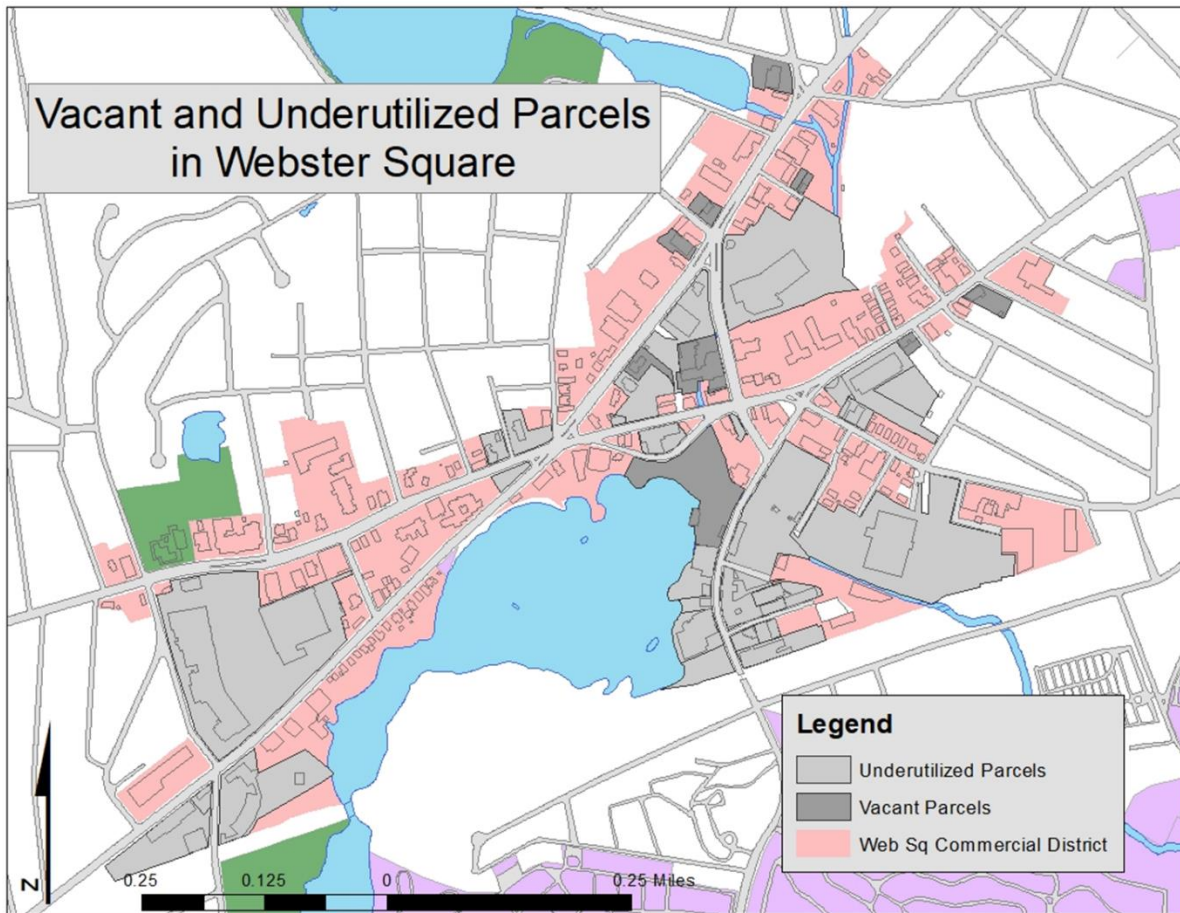 Vacant and Underutilized Parcels
in Webster Square
Legend
Underutilized Parcels
Vacant Parcels
Web Sq Commercial District
N
0.25 0.125 0 0.25 Miles